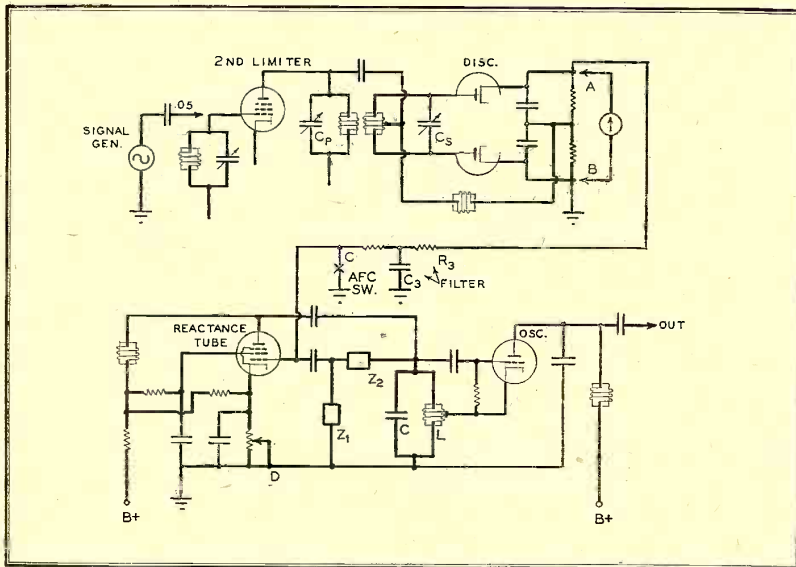 2ND LIMITER
DISC.
.05
SIGNAL
GEN.
CP
CS
A
B
C
AFC
SW.
C3
R3
FILTER
REACTANCE
TUBE
OSC.
OUT
Z2
Z1
C
L
D
B+
B+